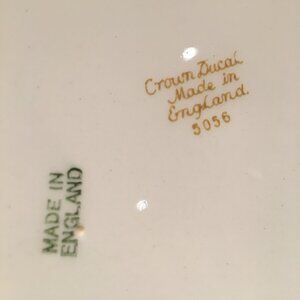 Crown Ducal
Made in
England.
5056
MADE IN
ENGLAND